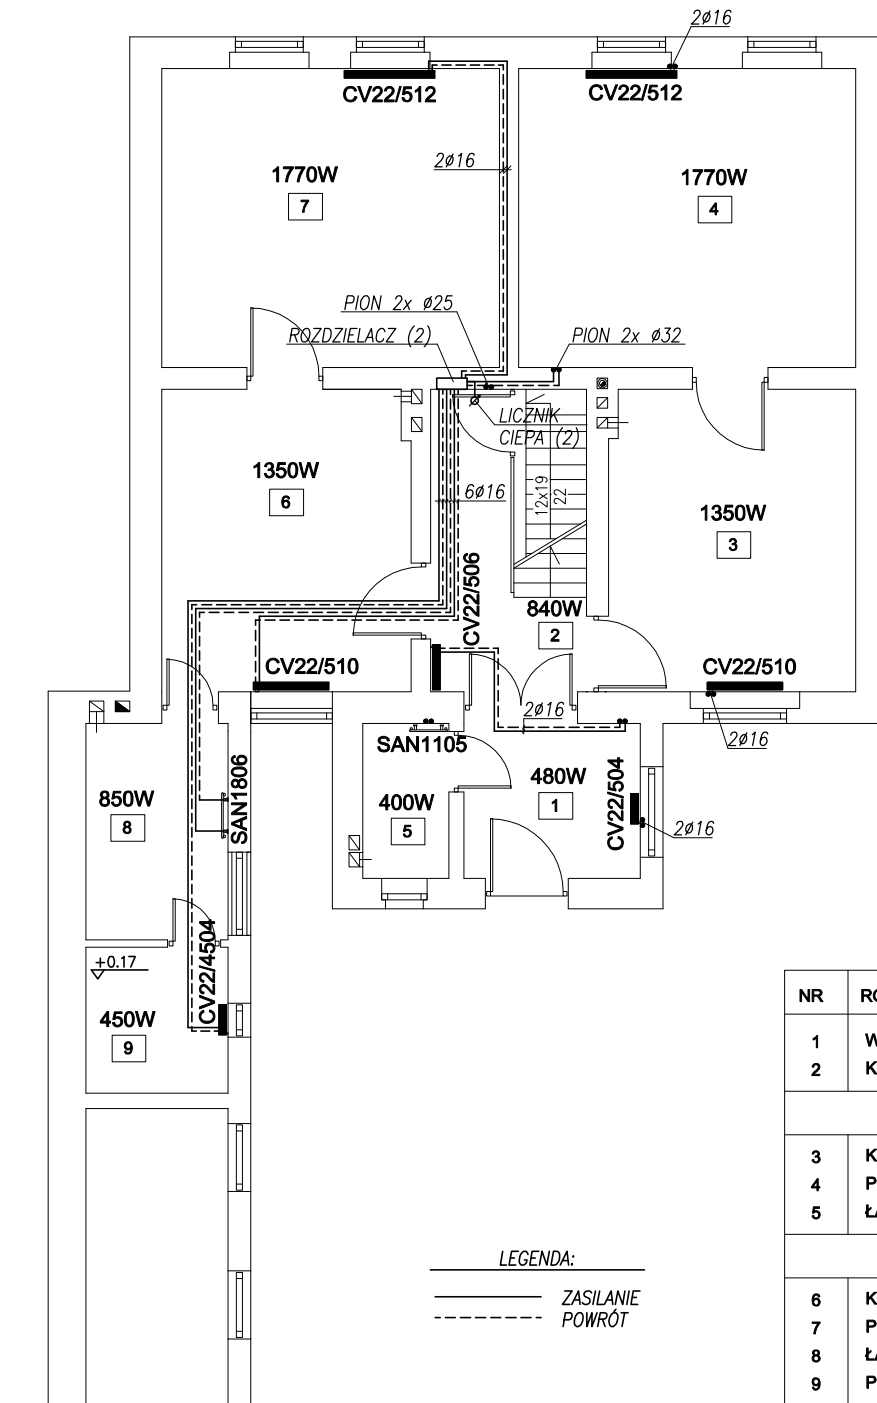 2ø16
CV22/512
CV22/512
2ø16
1770W
7
1770W
4
PION 2x ø25
ROZDZIELACZ (2)
PION 2x ø32
LICZNIK
CIEPA (2)
1350W
6
6ø16
12x19
22
1350W
3
CV22/506
840W
2
CV22/510
CV22/510
2ø16
2ø16
SAN1105
SAN1806
850W
8
400W
5
480W
1
CV22/504
2ø16
+0.17
CV22/4504
450W
9
NR
1 W
2 K
3 K
4 P
5
6 K
7 P
8
9 P
LEGENDA:
ZASILANIE
POWRÓT